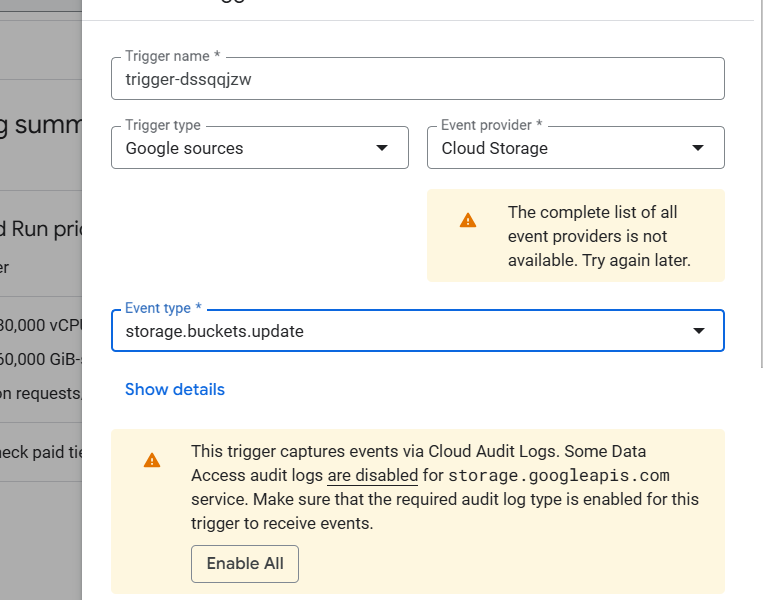 Trigger name *
trigger-dssqqjzw
Trigger type
Google sources
Event provider *
Cloud Storage
The complete list of all
event providers is not
available. Try again later.
Event type *
storage.buckets.update
Show details
This trigger captures events via Cloud Audit Logs. Some Data
Access audit logs are disabled for storage.googleapis.com
service. Make sure that the required audit log type is enabled for this
trigger to receive events.
Enable All
g summ
d Run pri
er
30,000 vCPU
60,000 GiB-
on requests,
heck paid tie